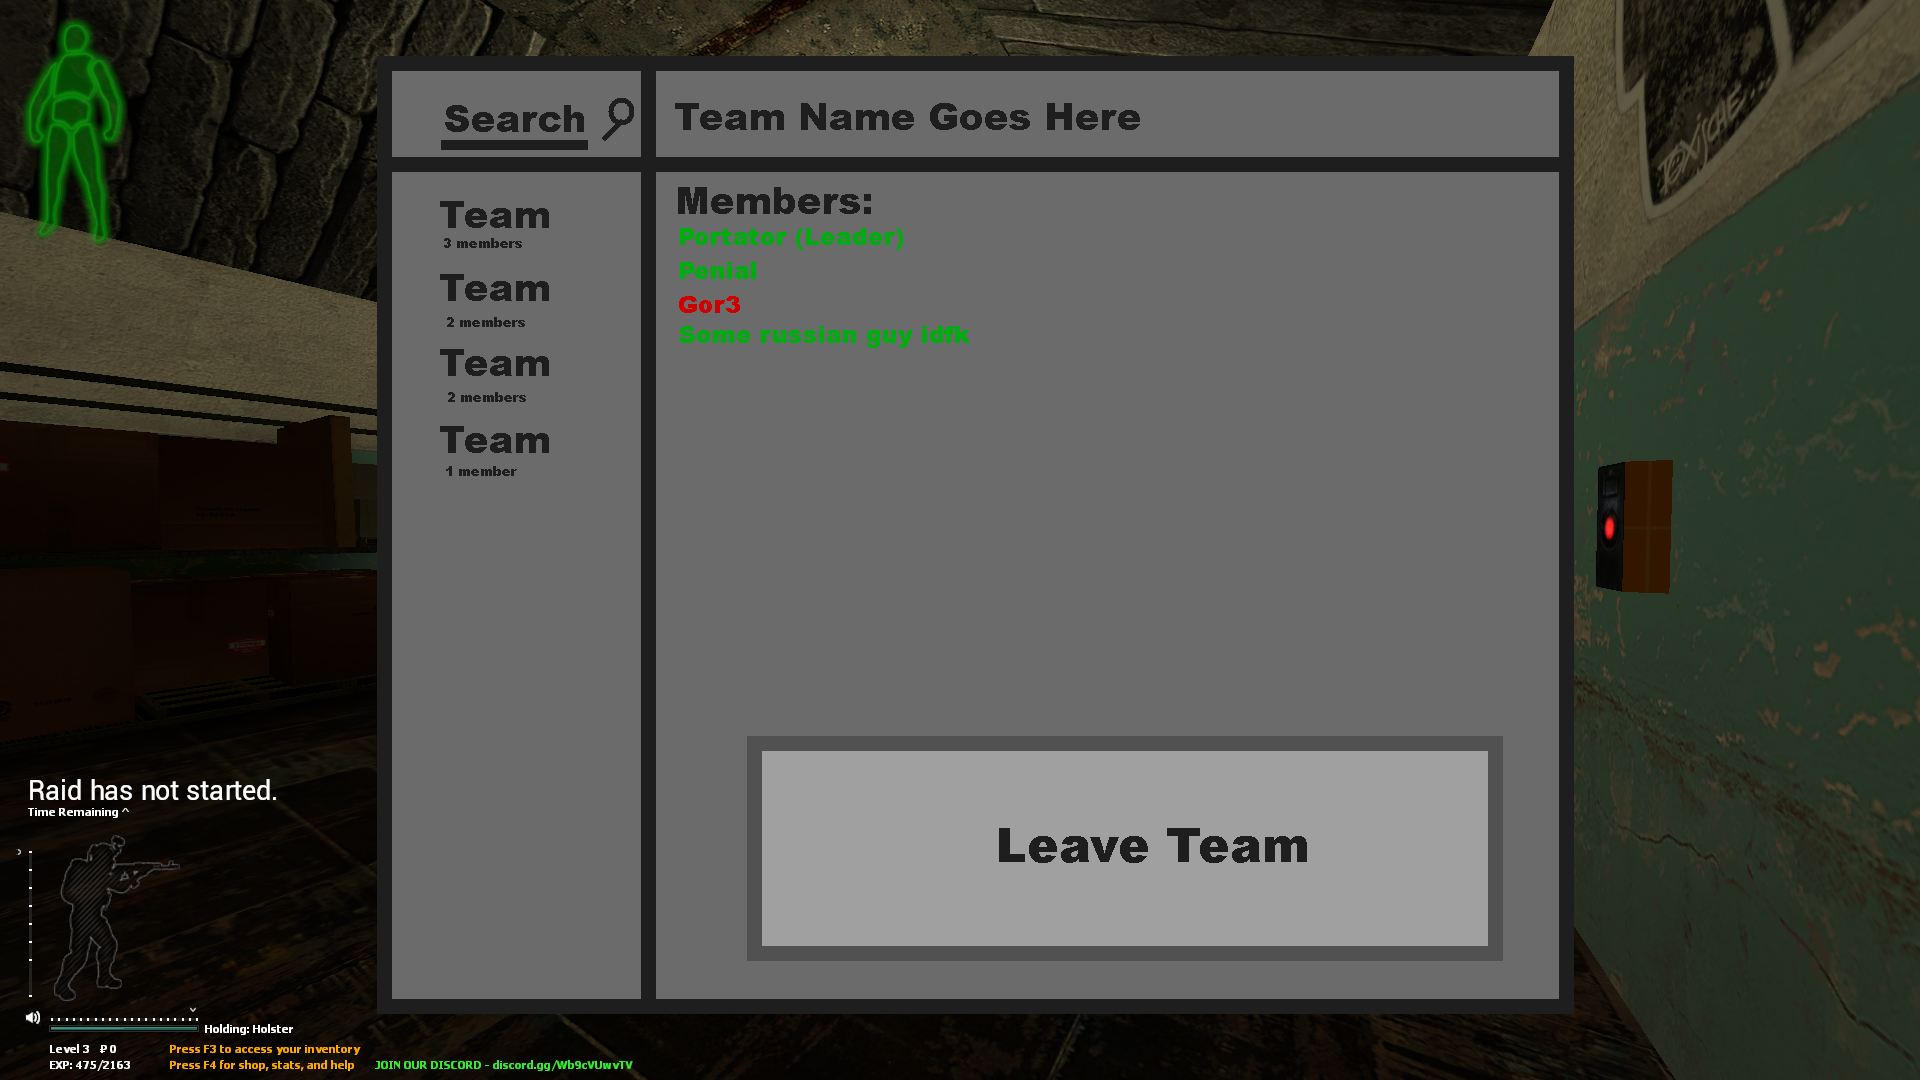 Search
Team Name Goes Here
Team
3 members
Team
2 members
Team
2 members
Team
1 member
Members:
Portator (Leader)
Penial
Gor3
Some russian guy idfk
Leave Team
TOXISCHE...
Raid has not started.
Time Remaining ^
Holding: Holster
Level 3 ₽ 0
EXP: 475/2163
Press F3 to access your inventory
Press F4 for shop, stats, and help
JOIN OUR DISCORD - discord.gg/Wb9cVUwvTV